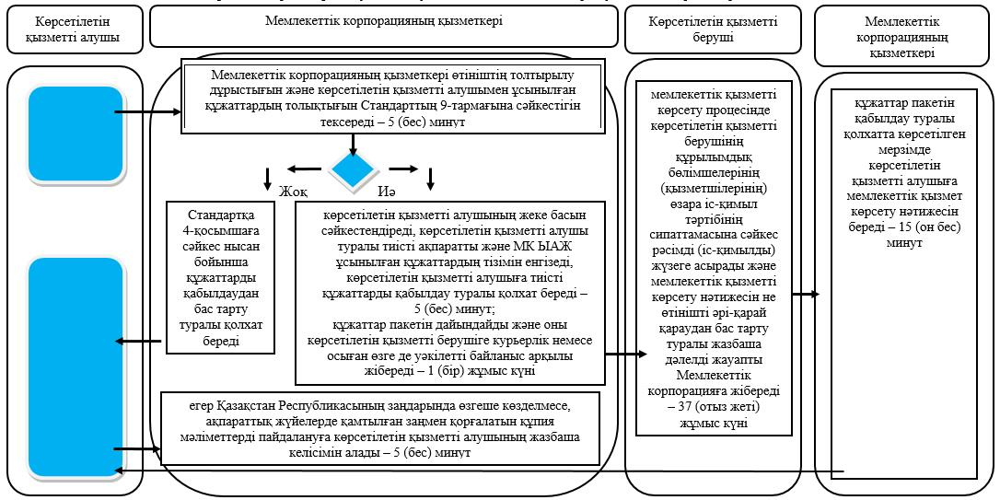 Көрсетілетін
қызметті алушы
Мемлекеттік корпорацияның қызметкері
Көрсетілетін қызметті
беруші
Мемлекеттік
корпорацияның
қызметкері
Мемлекеттік корпорацияның қызметкері өтініштің толтырылу
дұрыстығын және көрсетілетін қызметті алушымен ұсынылған
құжаттардың толықтығын Стандарттың 9-тармағына сәйкестігін
тексереді – 5 (бес) минут
Жоқ
Иә
Стандартқа
4-қосымшаға
сәйкес нысан
бойынша
құжаттарды
қабылдаудан
бас тарту
туралы қолхат
береді
көрсетілетін қызметті алушының жеке басын
сәйкестендіреді, көрсетілетін қызметті алушы
туралы тиісті ақпаратты және МК ЫАЖ
ұсынылған құжаттардың тізімін енгізеді,
көрсетілетін қызметті алушыға тиісті
құжаттарды қабылдау туралы қолхат береді –
5 (бес) минут;
құжаттар пакетін дайындайды және оны
көрсетілетін қызметті берушіге курьерлік немесе
осыған өзге де уәкілетті байланыс арқылы
жібереді – 1 (бір) жұмыс күні
егер Қазақстан Республикасының заңдарында өзгеше көзделмесе,
ақпараттық жүйелерде қамтылған заңмен қорғалатын құпия
мәліметтерді пайдалануға көрсетілетін қызметті алушының жазбаша
келісімін алады – 5 (бес) минут
мемлекеттік қызметті
көрсету процесінде
көрсетілетін қызметті
берушінің
құрылымдық
бөлімшелерінің
(қызметшілерінің)
өзара іс-қимыл
тәртібінің
сипаттамасына сәйкес
рәсімді (іс-қимылды)
жүзеге асырады және
мемлекеттік қызметті
көрсету нәтижесін не
өтінішті әрі-қарай
қараудан бас тарту
туралы жазбаша
дәлелді жауапты
Мемлекеттік
корпорацияға жібереді
– 37 (отыз жеті)
жұмыс күні
құжаттар пакетін
қабылдау туралы
қолхатта көрсетілген
мерзімде
көрсетілетін
қызметті алушыға
мемлекеттік қызмет
көрсету нәтижесін
береді – 15 (он бес)
минут